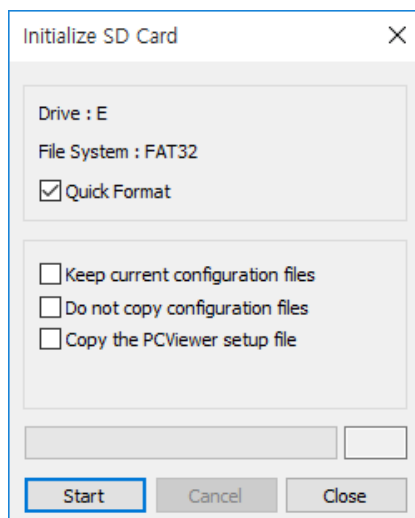 Initialize SD Card
Drive : E
File System : FAT32
Quick Format
Keep current configuration files
Do not copy configuration files
Copy the PCViewer setup file
Start Cancel Close